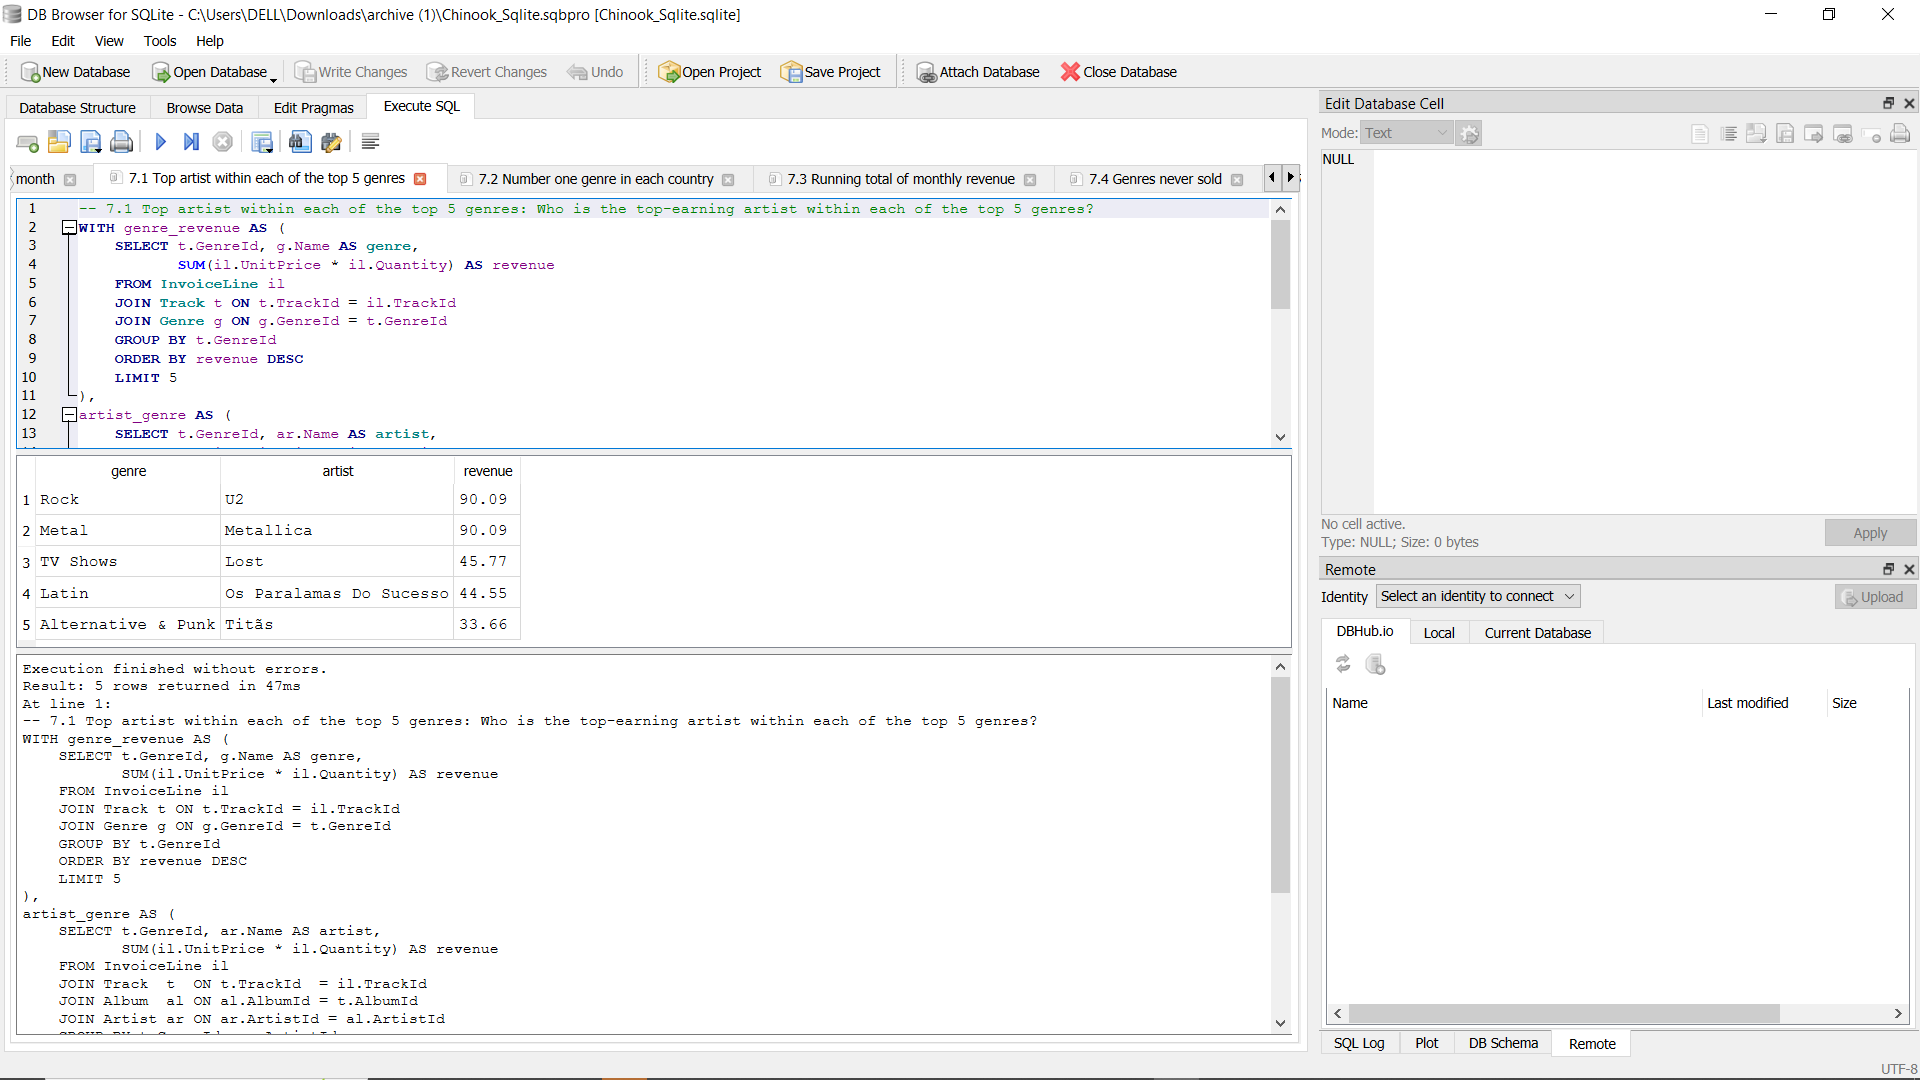 DB Browser for SQLite - C:\Users\DELL\Downloads\archive (1)\Chinook_Sqlite.sqbpro [Chinook_Sqlite.sqlite]
File Edit View Tools Help
New Database Open Database Write Changes Revert Changes Undo Open Project Save Project Attach Database Close Database
Database Structure Browse Data Edit Pragmas Execute SQL
month 7.1 Top artist within each of the top 5 genres 7.2 Number one genre in each country 7.3 Running total of monthly revenue 7.4 Genres never sold
1 -- 7.1 Top artist within each of the top 5 genres: Who is the top-earning artist within each of the top 5 genres?
2 WITH genre_revenue AS (
3 SELECT t.GenreId, g.Name AS genre,
4 SUM(il.UnitPrice * il.Quantity) AS revenue
5 FROM InvoiceLine il
6 JOIN Track t ON t.TrackId = il.TrackId
7 JOIN Genre g ON g.GenreId = t.GenreId
8 GROUP BY t.GenreId
9 ORDER BY revenue DESC
10 LIMIT 5
11 ),
12 artist_genre AS (
13 SELECT t.GenreId, ar.Name AS artist,
genre artist revenue
1 Rock U2 90.09
2 Metal Metallica 90.09
3 TV Shows Lost 45.77
4 Latin Os Paralamas Do Sucesso 44.55
5 Alternative & Punk Titãs 33.66
Execution finished without errors.
Result: 5 rows returned in 47ms
At line 1:
-- 7.1 Top artist within each of the top 5 genres: Who is the top-earning artist within each of the top 5 genres?
WITH genre_revenue AS (
SELECT t.GenreId, g.Name AS genre,
SUM(il.UnitPrice * il.Quantity) AS revenue
FROM InvoiceLine il
JOIN Track t ON t.TrackId = il.TrackId
JOIN Genre g ON g.GenreId = t.GenreId
GROUP BY t.GenreId
ORDER BY revenue DESC
LIMIT 5
),
artist_genre AS (
SELECT t.GenreId, ar.Name AS artist,
SUM(il.UnitPrice * il.Quantity) AS revenue
FROM InvoiceLine il
JOIN Track t ON t.TrackId = il.TrackId
JOIN Album al ON al.AlbumId = t.AlbumId
JOIN Artist ar ON ar.ArtistId = al.ArtistId
Edit Database Cell
Mode: Text
NULL
No cell active.
Type: NULL; Size: 0 bytes
Apply
Remote
Identity Select an identity to connect Upload
DBHub.io Local Current Database
Name Last modified Size
SQL Log Plot DB Schema Remote
UTF-8